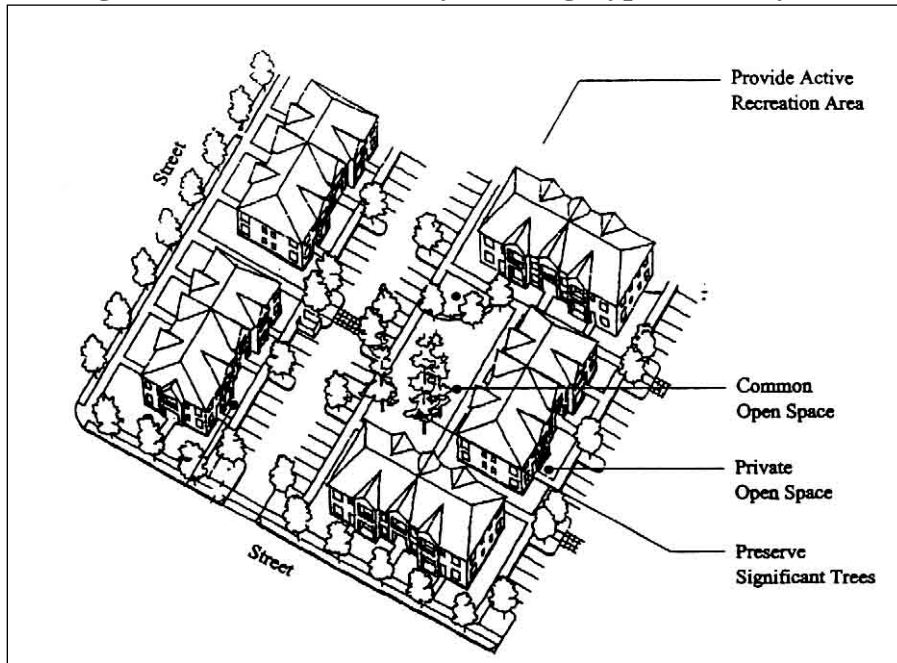 Provide Active
Recreation Area
Street
Common
Open Space
Private
Open Space
Preserve
Significant Trees
Street